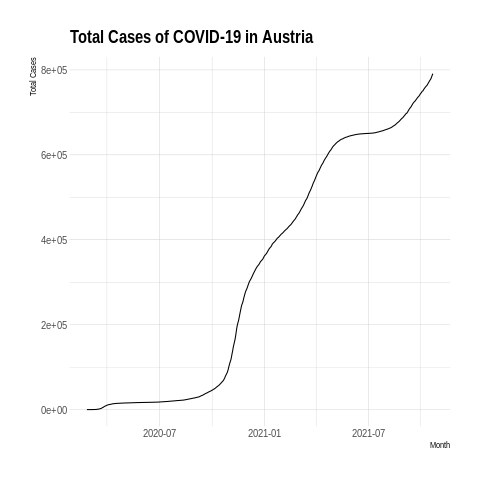 Total Cases of COVID-19 in Austria
Total Cases
8e+05
6e+05
4e+05
2e+05
0e+00
2020-07 2021-01 2021-07
Month